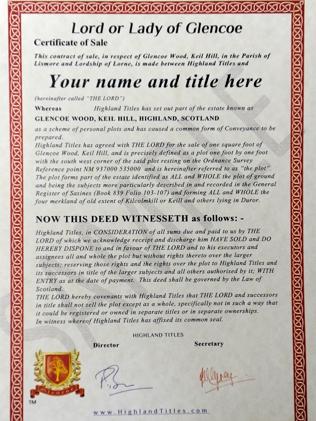 Lord or Lady of Glencoe
Certificate of Sale
This contract of sale, in respect of Glencoe Wood, Keil Hill, in the Parish of
Lismore and Lordship of Lorne, is made between Highland Titles and
Your name and title here
(hereinafter called "THE LORD")
Whereas Highland Titles has set out part of the estate known as
GLENCOE WOOD, KEIL HILL, HIGHLAND, SCOTLAND
as a scheme of personal plots and has caused a common form of Conveyance to be
prepared.
Highland Titles has agreed with THE LORD for the sale of one square foot of
Glencoe Wood, Keil Hill, and is precisely defined as a plot one foot by one foot
with the south west corner of the said plot resting on the Ordnance Survey
Reference point NM 937000 535000 and is hereinafter referred to as "the plot".
The plot forms part of the estate identified as ALL and WHOLE the plot of ground
and being the subjects more particularly described in and recorded in the General
Register of Sasines (Book 839 Folio 103-107) and forming ALL and WHOLE the
four merkland of old extent of Kilcolmkill or Keill and others lying in Duror.
NOW THIS DEED WITNESSETH as follows: -
Highland Titles, in CONSIDERATION of all sums due and paid to us by THE
LORD of which we acknowledge receipt and discharge him HAVE SOLD and DO
HEREBY DISPONE to and in favour of THE LORD and to his executors and
assignees all and whole the plot but without rights thereto over the larger
subjects; reserving those rights and the rights over the plot to Highland Titles and
its successors in title of the larger subjects and all others authorised by it; WITH
ENTRY as at the date of payment. This deed shall be governed by the Law of
Scotland.
THE LORD hereby covenants with Highland Titles that THE LORD and successors
in title shall not sell the plot except as a whole, specifically not in such a way that
it could be registered or owned in separate titles or in separate ownerships.
In witness whereof Highland Titles has affixed its common seal.
HIGHLAND TITLES
Director Secretary
TM
www.HighlandTitles.com